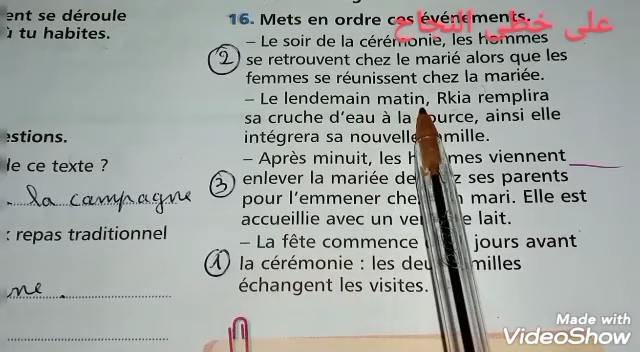 ent se déroule
à tu habites.
estions.
le ce texte ?
la campagne
: repas traditionnel
ne.
16. Mets en ordre ces événements.
على خطى النجاح
– Le soir de la cérémonie, les hommes
② se retrouvent chez le marié alors que les
femmes se réunissent chez la mariée.
– Le lendemain matin, Rkia remplira
sa cruche d'eau à la source, ainsi elle
intégrera sa nouvelle famille.
– Après minuit, les hommes viennent
③ enlever la mariée de chez ses parents
pour l'emmener chez son mari. Elle est
accueillie avec un verre de lait.
– La fête commence jours avant
① la cérémonie : les deux familles
échangent les visites.
Made with
VideoShow